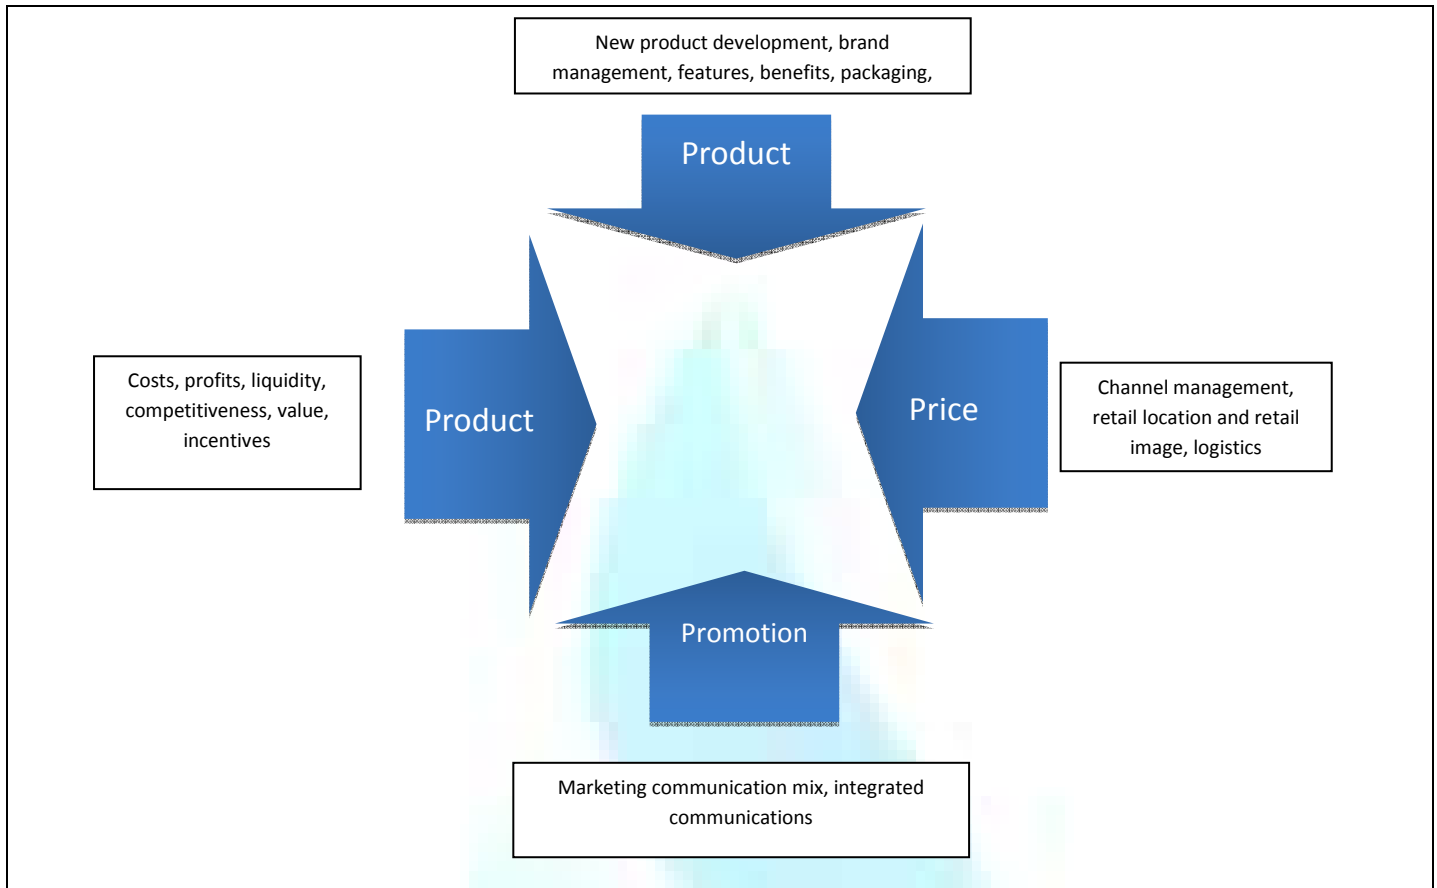 New product development, brand
management, features, benefits, packaging,
Product
Costs, profits, liquidity,
competitiveness, value,
incentives
Product
Price
Channel management,
retail location and retail
image, logistics
Promotion
Marketing communication mix, integrated
communications